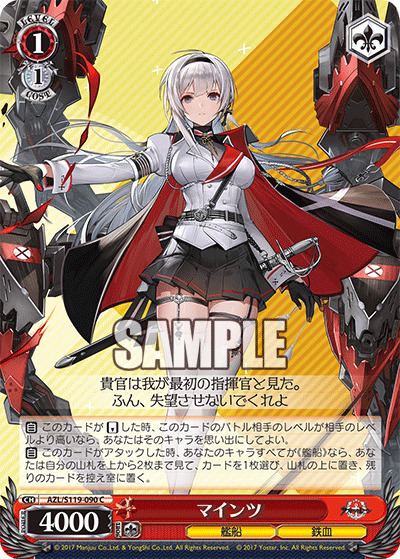 LEVEL
1
1
COST
SAMPLE
貴官は我が最初の指揮官と見た。
ふん、失望させないでくれよ
自 このカードが した時、このカードのバトル相手のレベルが相手のレベルより高いなら、あなたはそのキャラを思い出にしてよい。
自 このカードがアタックした時、あなたのキャラすべてが《艦船》なら、あなたは自分の山札を上から2枚まで見て、カードを1枚選び、山札の上に置き、残りのカードを控え室に置く。
CH AZL/S119-090 C
マインツ
4000
艦船
鉄血
© 2017 Manjuu Co.,Ltd. & YongShi Co.,Ltd. All Rights Reserved. © 2017 Yostar, Inc. All Rights Reserved.